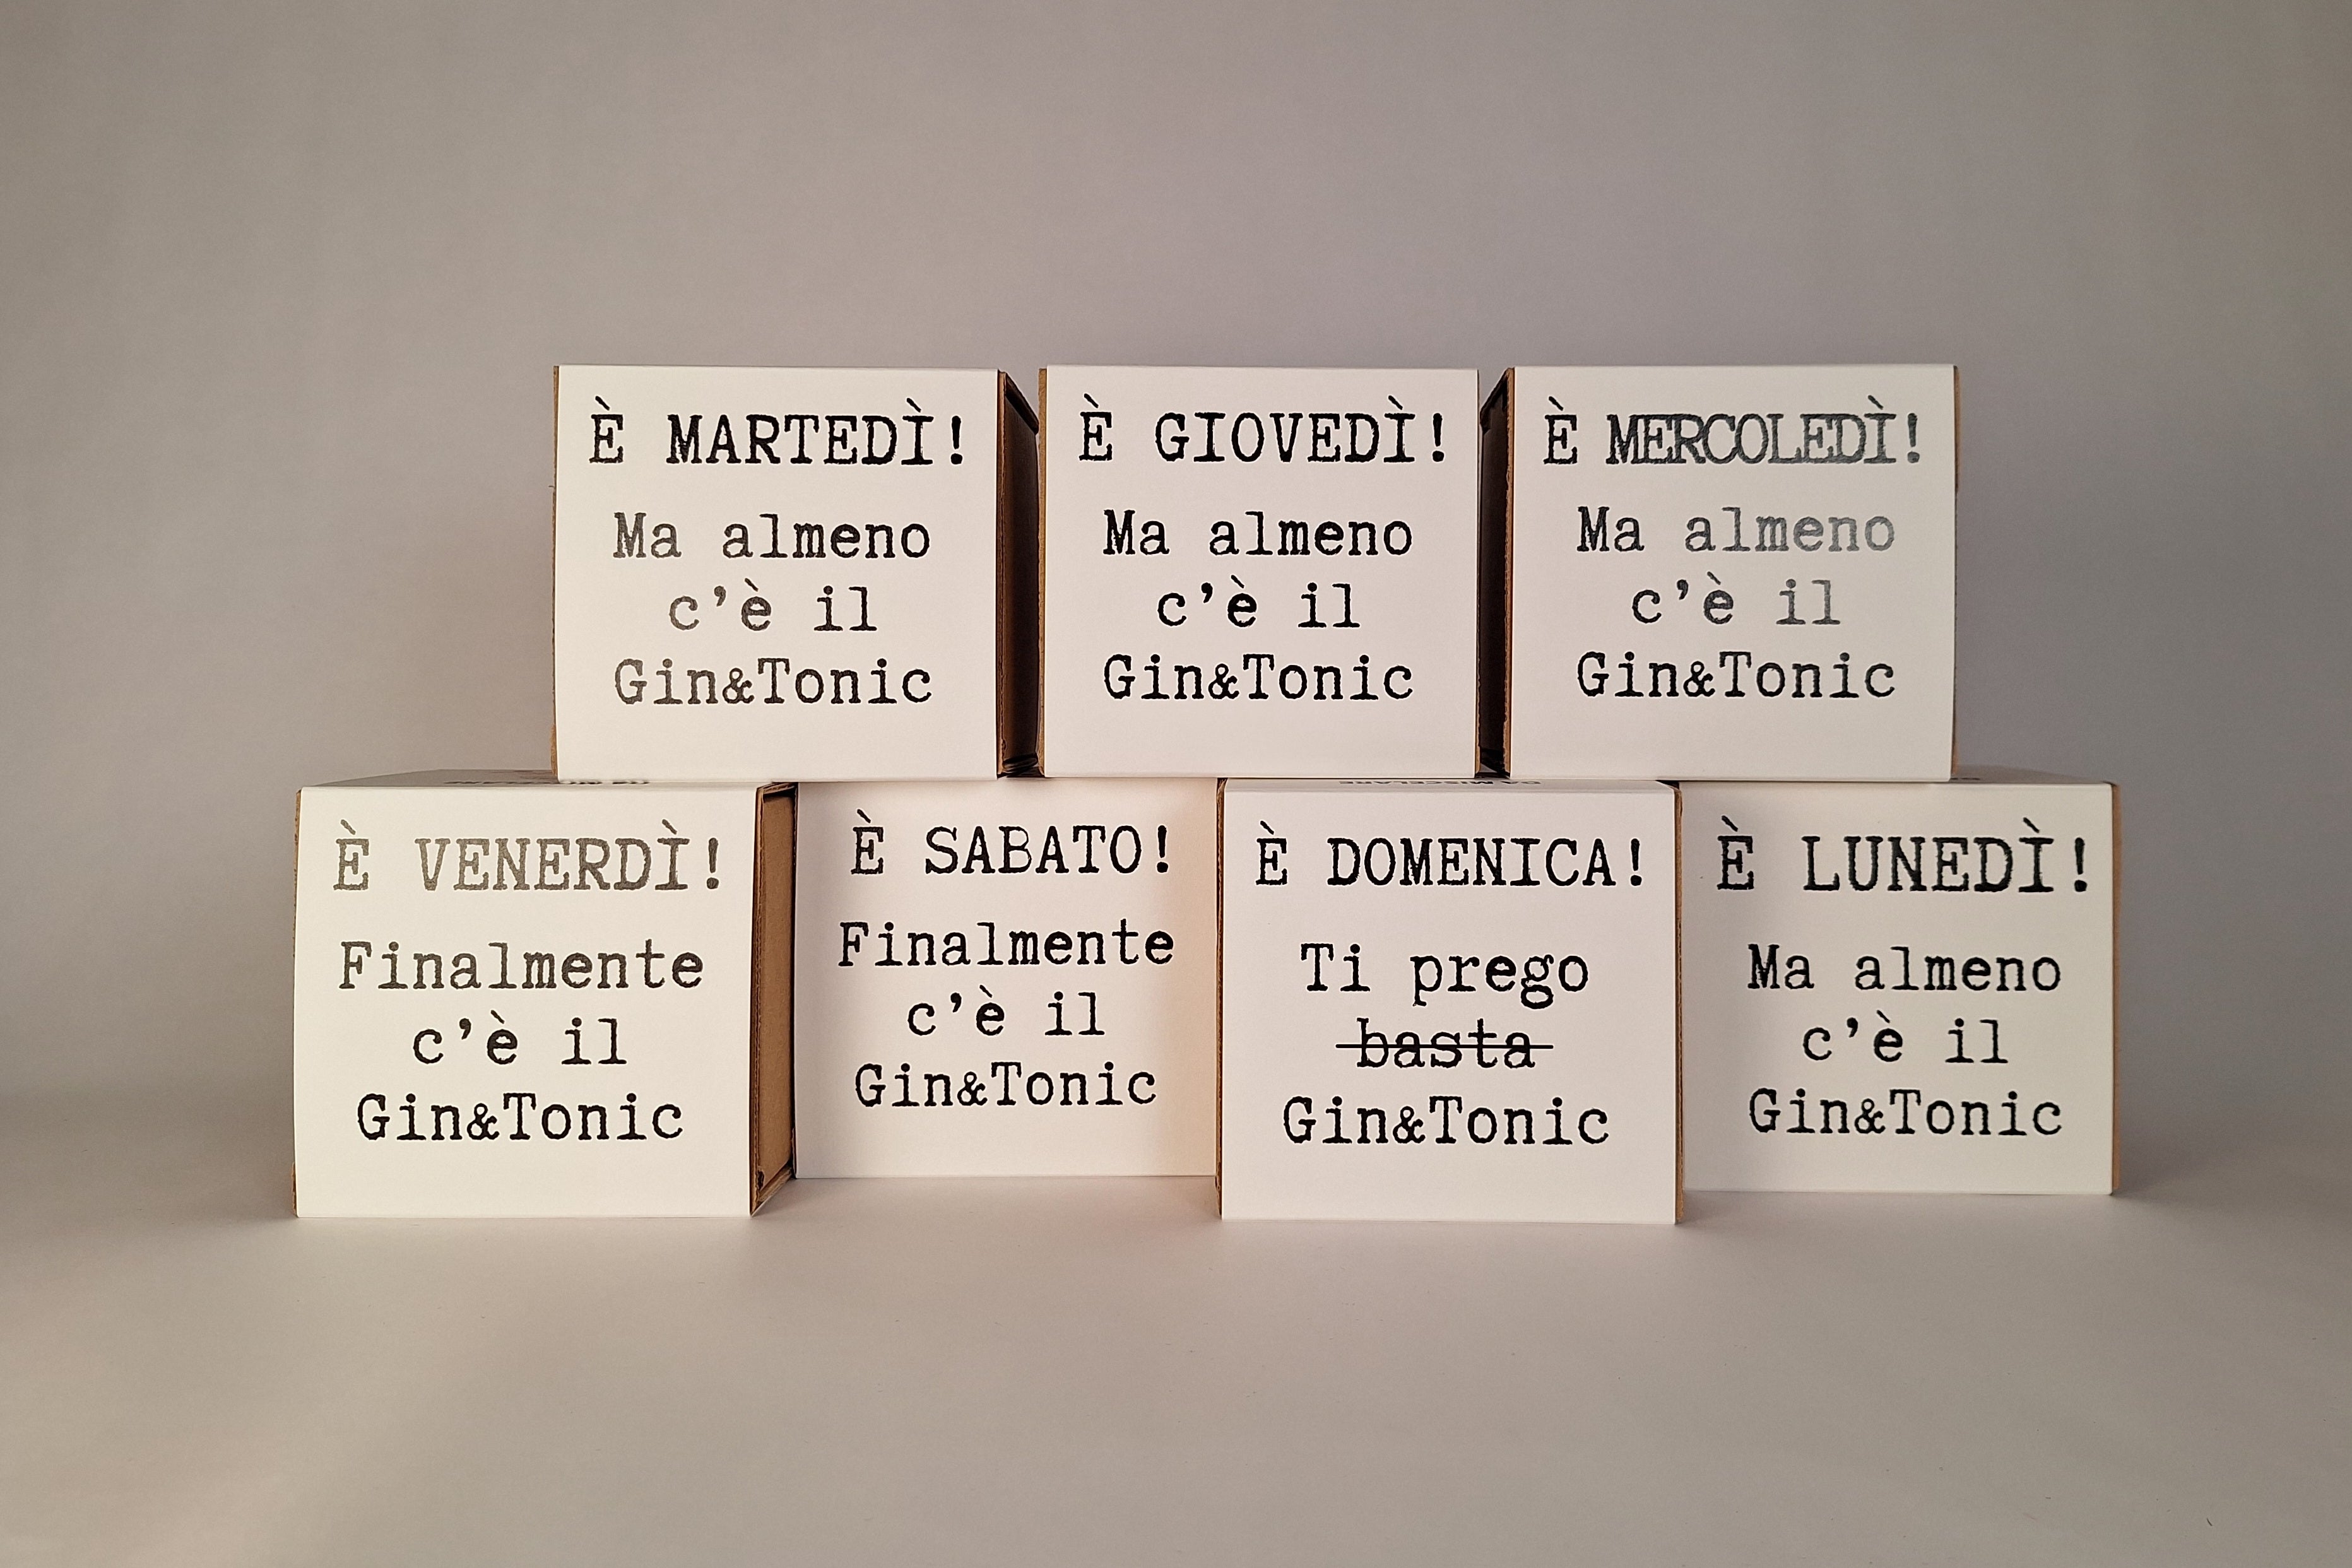 È MARTEDÌ!
Ma almeno
c'è il
Gin&Tonic
È GIOVEDÌ!
Ma almeno
c'è il
Gin&Tonic
È MERCOLEDÌ!
Ma almeno
c'è il
Gin&Tonic
È VENERDÌ!
Finalmente
c'è il
Gin&Tonic
È SABATO!
Finalmente
c'è il
Gin&Tonic
È DOMENICA!
Ti prego
basta
Gin&Tonic
È LUNEDÌ!
Ma almeno
c'è il
Gin&Tonic